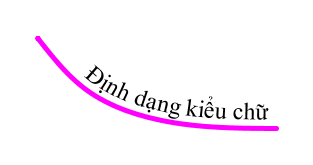 Định dạng kiểu chữ